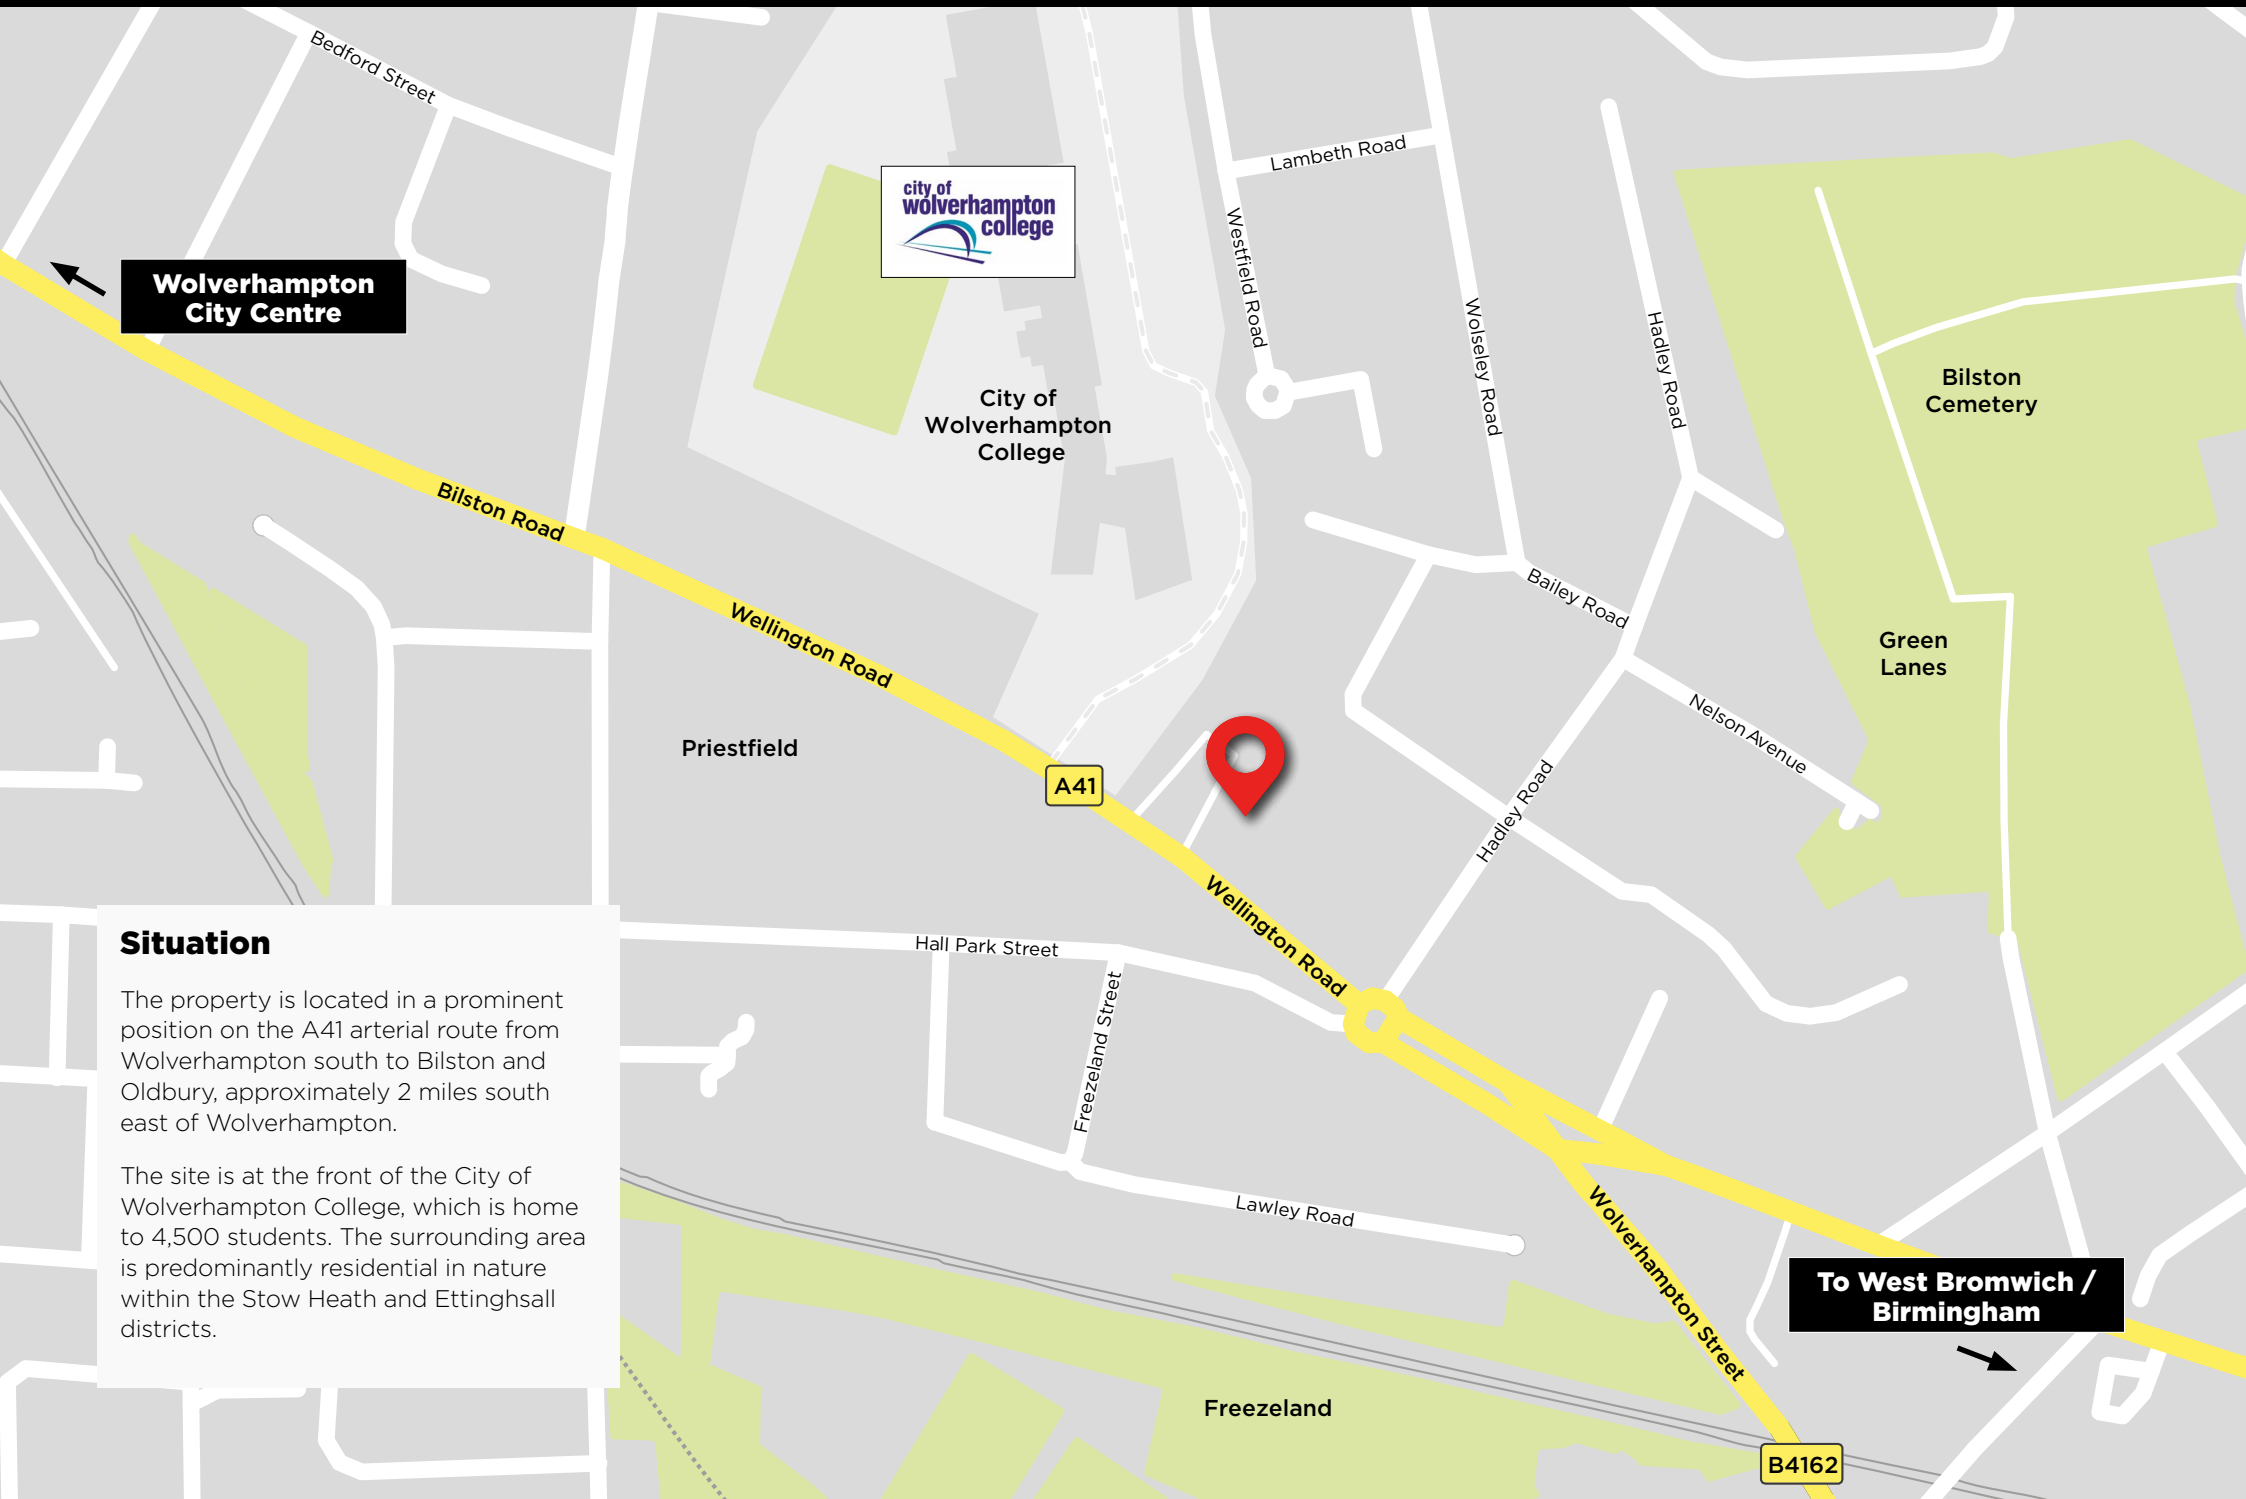 Bedford Street
Lambeth Road
city of
wolverhampton
college
Westfield Road
Wolverhampton
City Centre
Wolseley Road
Hadley Road
Bilston
Cemetery
City of
Wolverhampton
College
Bilston Road
Bailey Road
Wellington Road
Green
Lanes
Nelson Avenue
Priestfield
A41
Hadley Road
Wellington Road
Hall Park Street
Freezeland Street
Situation
The property is located in a prominent
position on the A41 arterial route from
Wolverhampton south to Bilston and
Oldbury, approximately 2 miles south
east of Wolverhampton.
The site is at the front of the City of
Wolverhampton College, which is home
to 4,500 students. The surrounding area
is predominantly residential in nature
within the Stow Heath and Ettinghsall
districts.
Lawley Road
Wolverhampton Street
To West Bromwich /
Birmingham
Freezeland
B4162